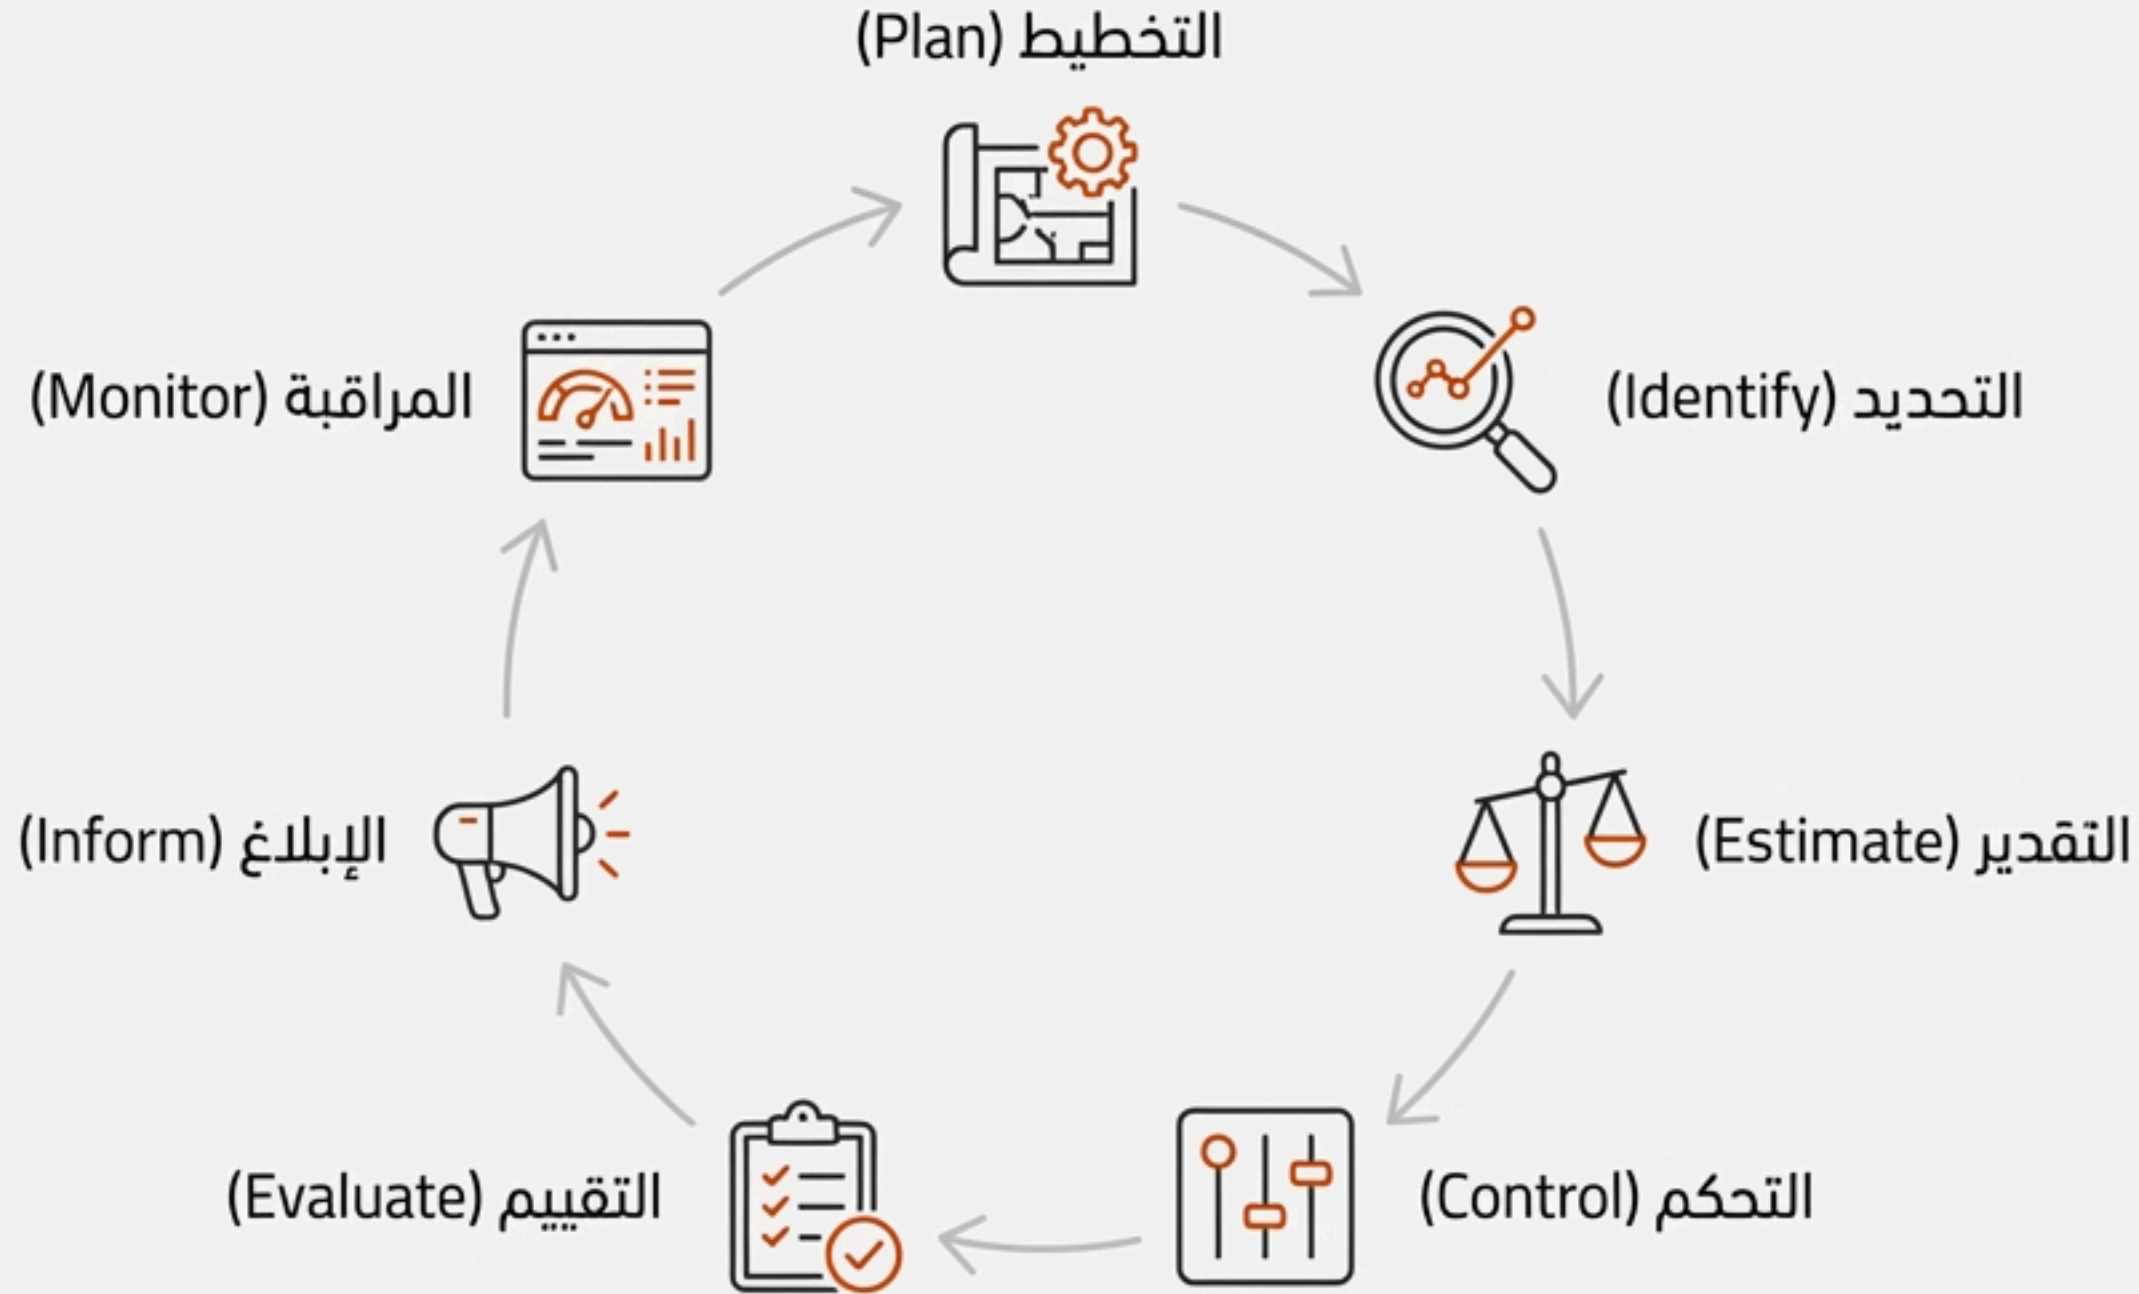 التخطيط (Plan)
التحديد (Identify)
التقدير (Estimate)
التحكم (Control)
التقييم (Evaluate)
الإبلاغ (Inform)
المراقبة (Monitor)